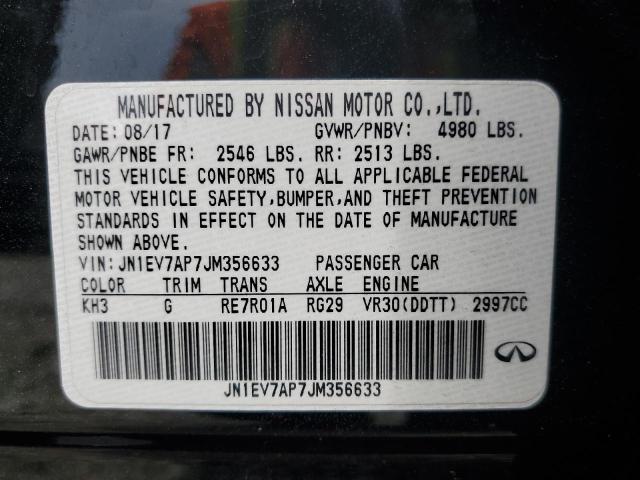 MANUFACTURED BY NISSAN MOTOR CO.,LTD.
DATE: 08/17 GVWR/PNBV: 4980 LBS.
GAWR/PNBE FR: 2546 LBS. RR: 2513 LBS.
THIS VEHICLE CONFORMS TO ALL APPLICABLE FEDERAL
MOTOR VEHICLE SAFETY,BUMPER,AND THEFT PREVENTION
STANDARDS IN EFFECT ON THE DATE OF MANUFACTURE
SHOWN ABOVE.
VIN: JN1EV7AP7JM356633 PASSENGER CAR
COLOR TRIM TRANS AXLE ENGINE
KH3 G RE7R01A RG29 VR30(DDTT) 2997CC
JN1EV7AP7JM356633